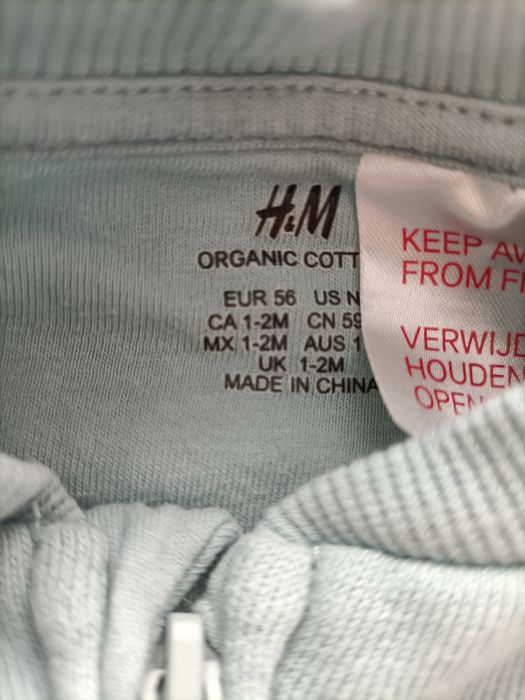 H&M
ORGANIC COTT
EUR 56 US N
CA 1-2M CN 59
MX 1-2M AUS 1
UK 1-2M
MADE IN CHINA
KEEP AW
FROM FI
VERWIJD
HOUDEN
OPEN